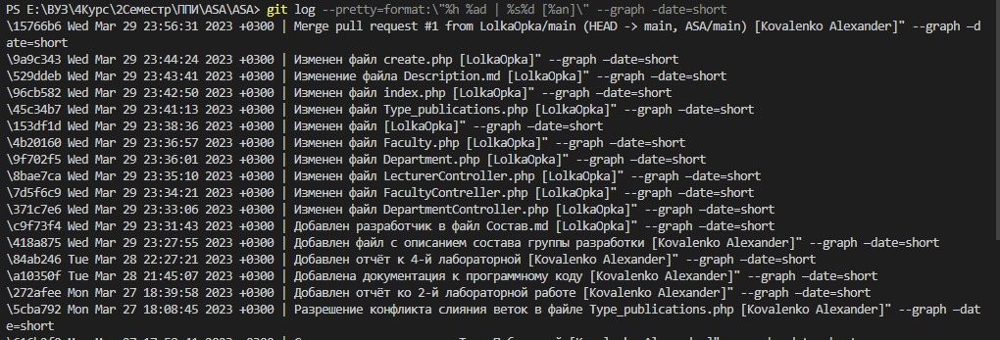 PS E:\ВУЗ\4Курс\2Семестр\ППИ\ASA\ASA> git log --pretty=format:\"%h %ad | %s%d [%an]\" --graph -date=short
\15766b6 Wed Mar 29 23:56:31 2023 +0300 | Merge pull request #1 from LolkaOpka/main (HEAD -> main, ASA/main) [Kovalenko Alexander]" --graph –d
ate=short
\9a9c343 Wed Mar 29 23:44:24 2023 +0300 | Изменен файл create.php [LolkaOpka]" --graph –date=short
\529ddeb Wed Mar 29 23:43:41 2023 +0300 | Изменение файла Description.md [LolkaOpka]" --graph –date=short
\96cb582 Wed Mar 29 23:42:50 2023 +0300 | Изменен файл index.php [LolkaOpka]" --graph –date=short
\45c34b7 Wed Mar 29 23:41:13 2023 +0300 | Изменен файл Type_publications.php [LolkaOpka]" --graph –date=short
\153df1d Wed Mar 29 23:38:36 2023 +0300 | Изменен файл [LolkaOpka]" --graph –date=short
\4b20160 Wed Mar 29 23:36:57 2023 +0300 | Изменен файл Faculty.php [LolkaOpka]" --graph –date=short
\9f702f5 Wed Mar 29 23:36:01 2023 +0300 | Изменен файл Department.php [LolkaOpka]" --graph –date=short
\8bae7ca Wed Mar 29 23:35:10 2023 +0300 | Изменен файл LecturerController.php [LolkaOpka]" --graph –date=short
\7d5f6c9 Wed Mar 29 23:34:21 2023 +0300 | Изменен файл FacultyContreller.php [LolkaOpka]" --graph –date=short
\371c7e6 Wed Mar 29 23:33:06 2023 +0300 | Изменен файл DepartmentController.php [LolkaOpka]" --graph –date=short
\c9f73f4 Wed Mar 29 23:31:43 2023 +0300 | Добавлен разработчик в файл Состав.md [LolkaOpka]" --graph –date=short
\418a875 Wed Mar 29 23:27:55 2023 +0300 | Добавлен файл с описанием состава группы разработки [Kovalenko Alexander]" --graph –date=short
\84ab246 Tue Mar 28 22:27:21 2023 +0300 | Добавлен отчёт к 4-й лабораторной [Kovalenko Alexander]" --graph –date=short
\a10350f Tue Mar 28 21:45:07 2023 +0300 | Добавлена документация к программному коду [Kovalenko Alexander]" --graph –date=short
\272afee Mon Mar 27 18:39:58 2023 +0300 | Добавлен отчёт ко 2-й лабораторной работе [Kovalenko Alexander]" --graph –date=short
\5cba792 Mon Mar 27 18:08:45 2023 +0300 | Разрешение конфликта слияния веток в файле Type_publications.php [Kovalenko Alexander]" --graph –dat
e=short